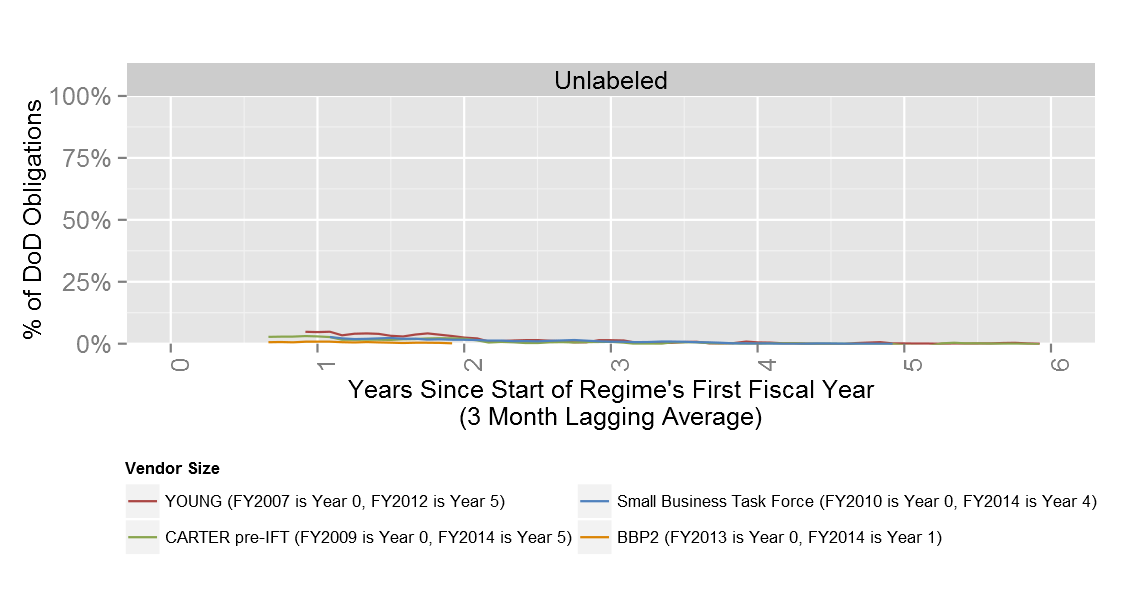 Unlabeled
100%
75%
50%
25%
0%
% of DoD Obligations
0
1
2
3
4
5
6
Years Since Start of Regime's First Fiscal Year
(3 Month Lagging Average)
Vendor Size
YOUNG (FY2007 is Year 0, FY2012 is Year 5)
Small Business Task Force (FY2010 is Year 0, FY2014 is Year 4)
CARTER pre-IFT (FY2009 is Year 0, FY2014 is Year 5)
BBP2 (FY2013 is Year 0, FY2014 is Year 1)